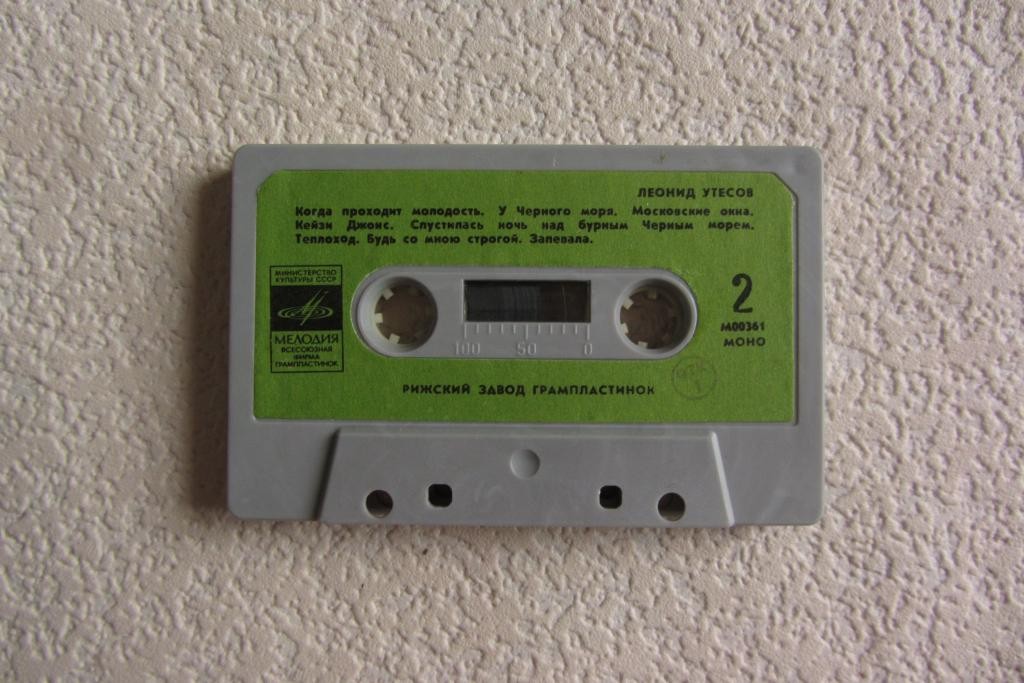 ЛЕОНИД УТЕСОВ
Когда проходит молодость. У Черного моря. Московские окна.
Кейзи Джонс. Спустилась ночь над бурным Черным морем.
Теплоход. Будь со мною строгой. Запевала.
МИНИСТЕРСТВО
КУЛЬТУРЫ СССР
МЕЛОДИЯ
ВСЕСОЮЗНАЯ
ФИРМА
ГРАМПЛАСТИНОК
2
М00361
МОНО
100 50 0
РИЖСКИЙ ЗАВОД ГРАМПЛАСТИНОК